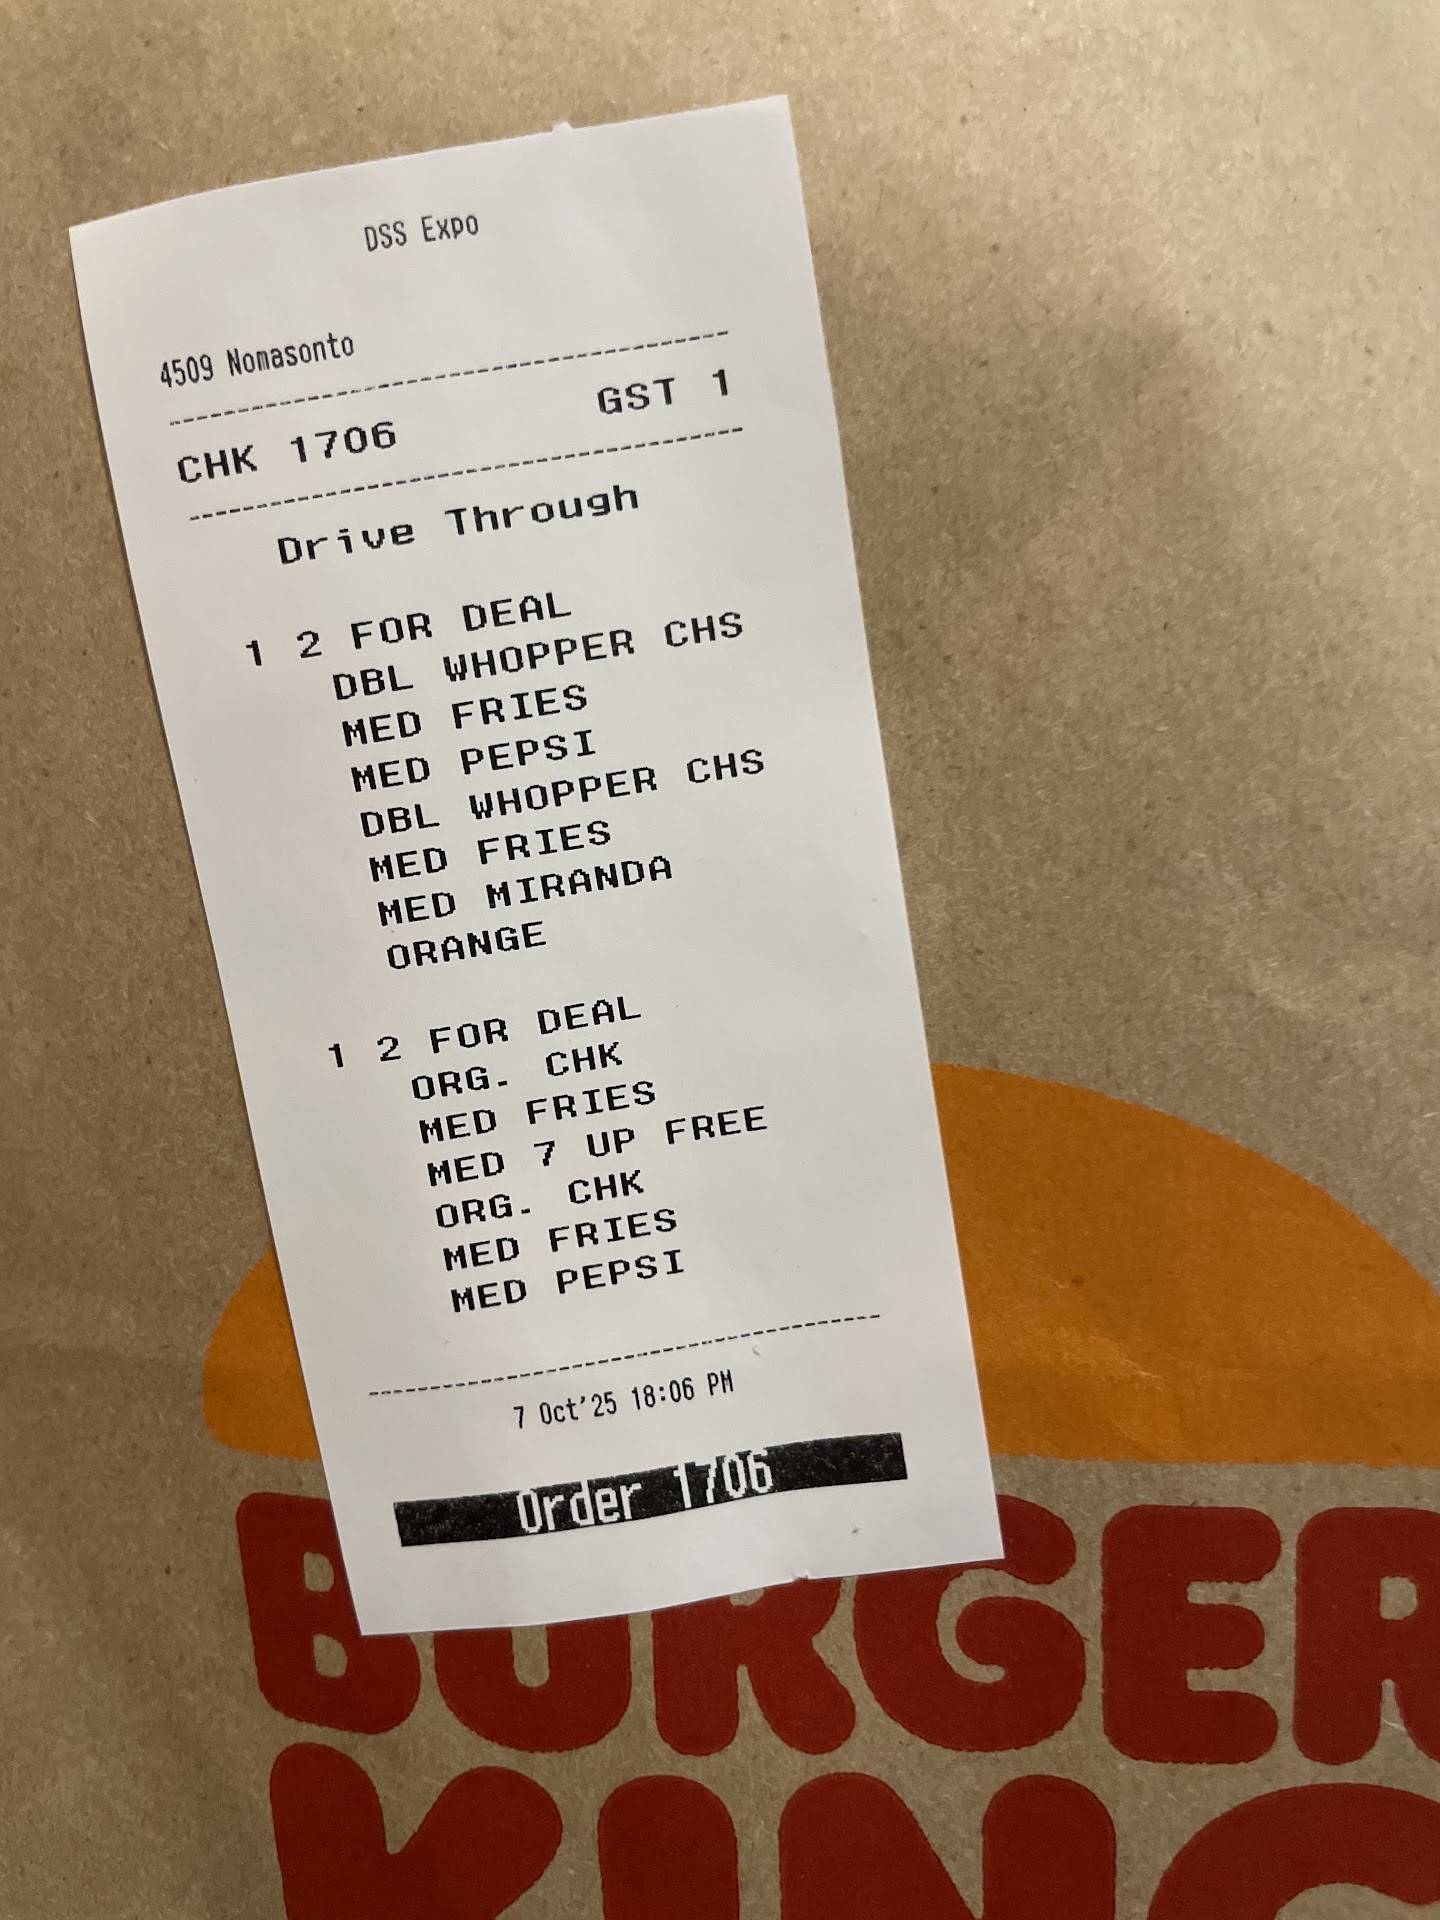 DSS Expo
4509 Nomasonto
CHK 1706 GST 1
Drive Through
1 2 FOR DEAL
DBL WHOPPER CHS
MED FRIES
MED PEPSI
DBL WHOPPER CHS
MED FRIES
MED MIRANDA
ORANGE
1 2 FOR DEAL
ORG. CHK
MED FRIES
MED 7 UP FREE
ORG. CHK
MED FRIES
MED PEPSI
7 Oct'25 18:06 PM
Order 1706
BURGER
KING